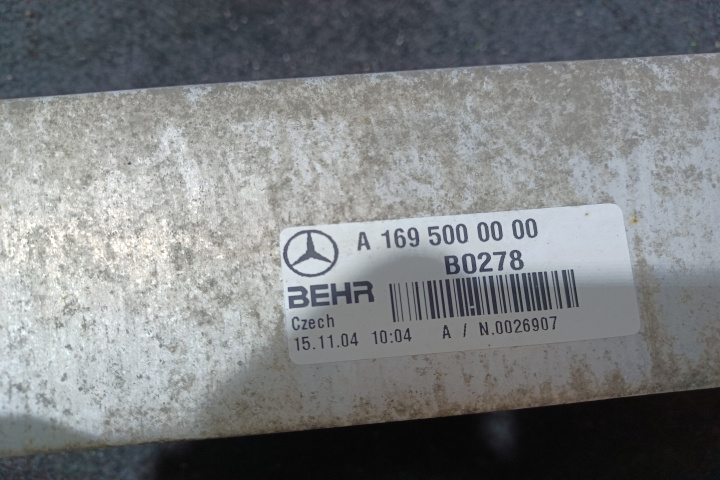 A 169 500 00 00
B0278
BEHR
Czech
15.11.04 10:04 A / N.0026907